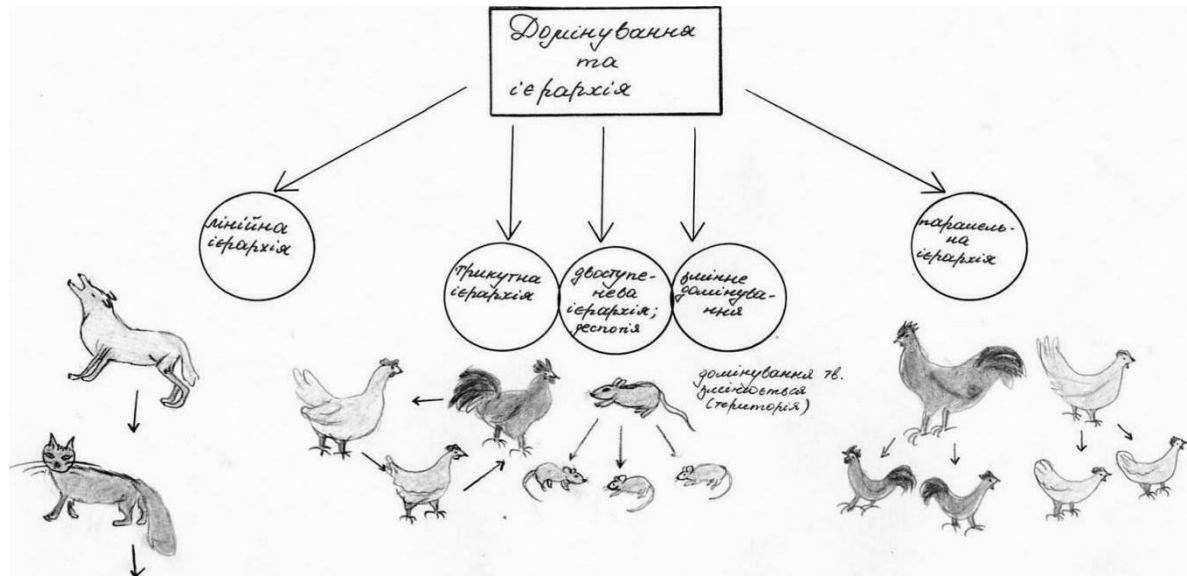 Домінування
та
ієрархія
лінійна
ієрархія
трикутна
ієрархія
двоступе-
нева
ієрархія;
деспотія
змінне
домінува-
ння
паралель-
на
ієрархія
домінування тв.
змінюється
(територія)